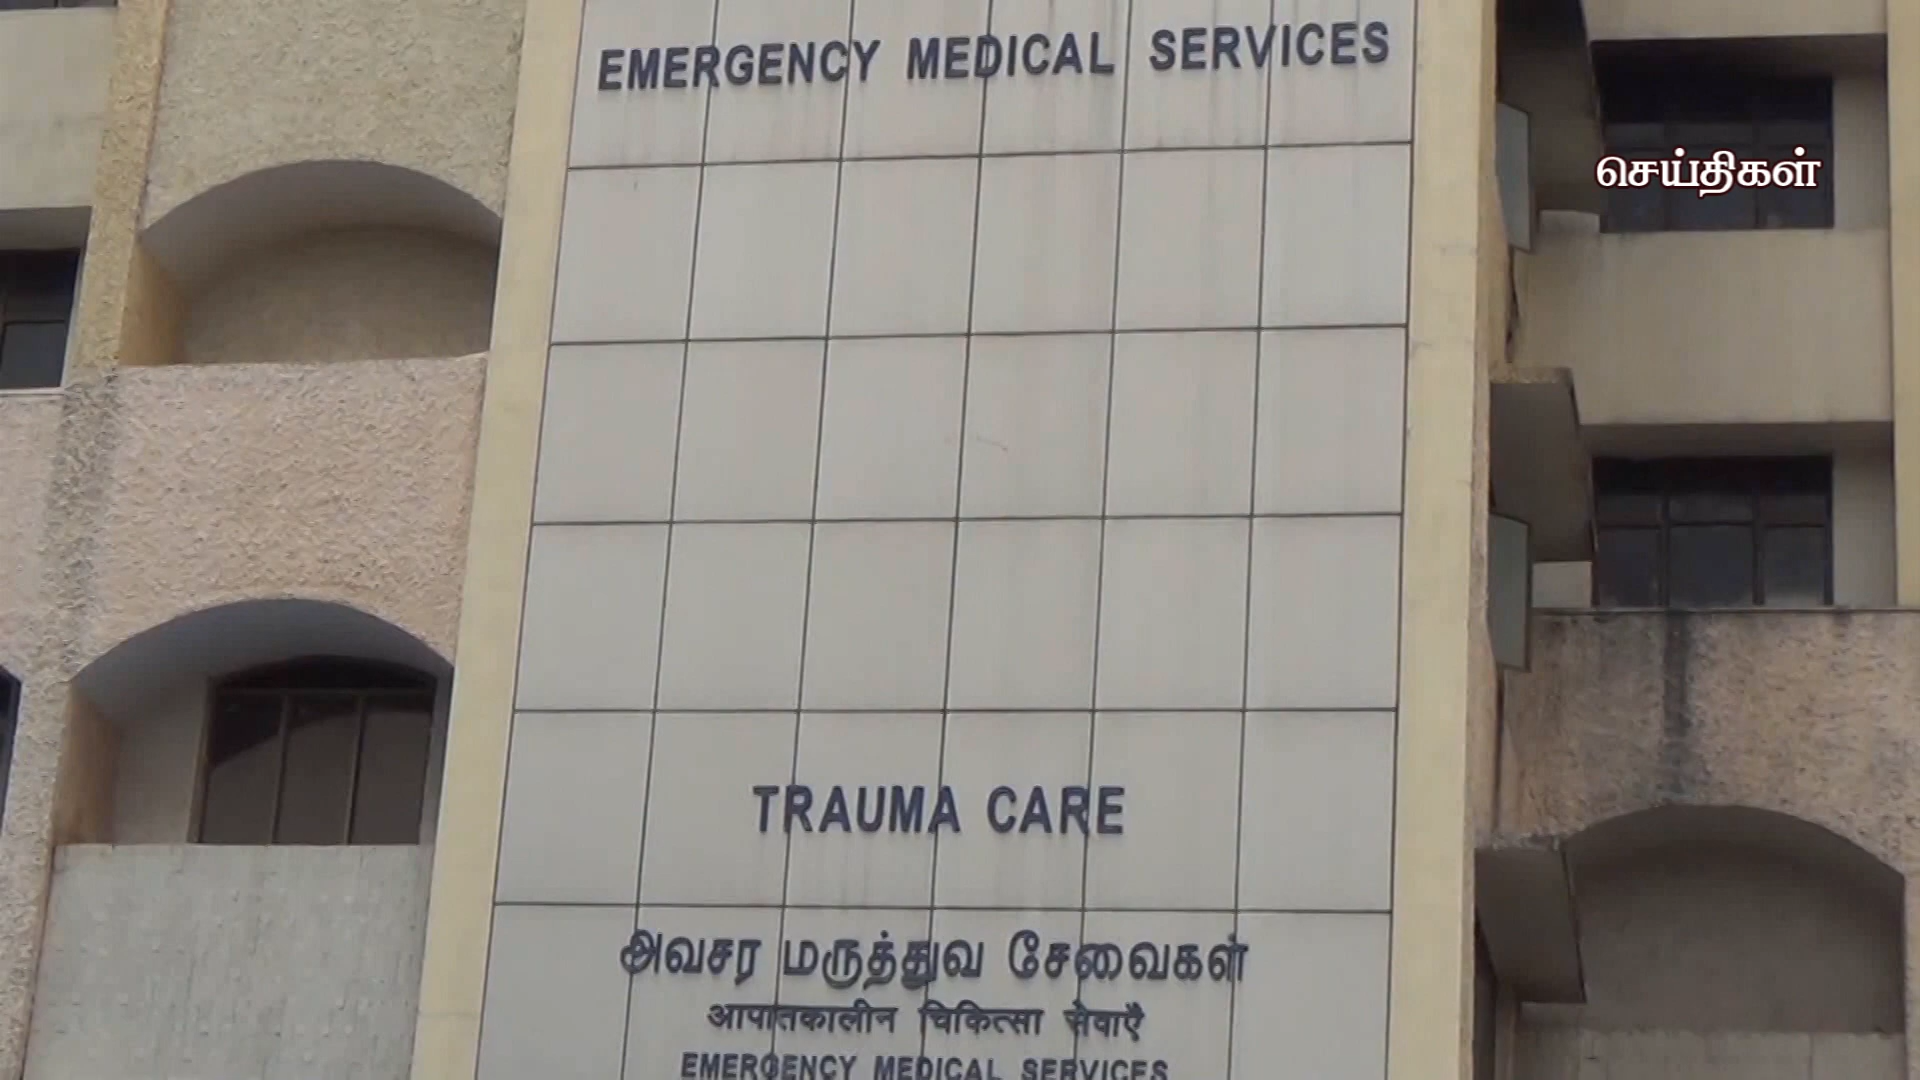 EMERGENCY MEDICAL SERVICES
செய்திகள்
TRAUMA CARE
அவசர மருத்துவ சேவைகள்
आपातकालीन चिकित्सा सेवाएँ
EMERGENCY MEDICAL SERVICES